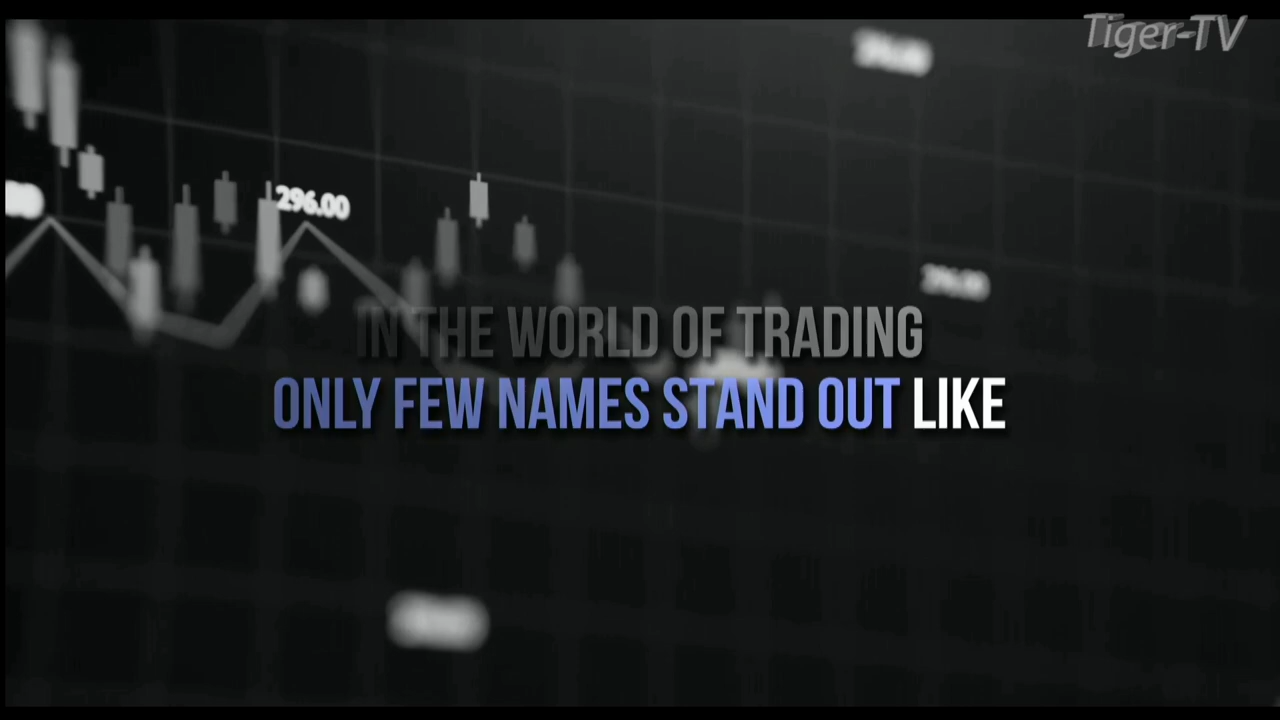 Tiger-TV
296.00
IN THE WORLD OF TRADING
ONLY FEW NAMES STAND OUT LIKE